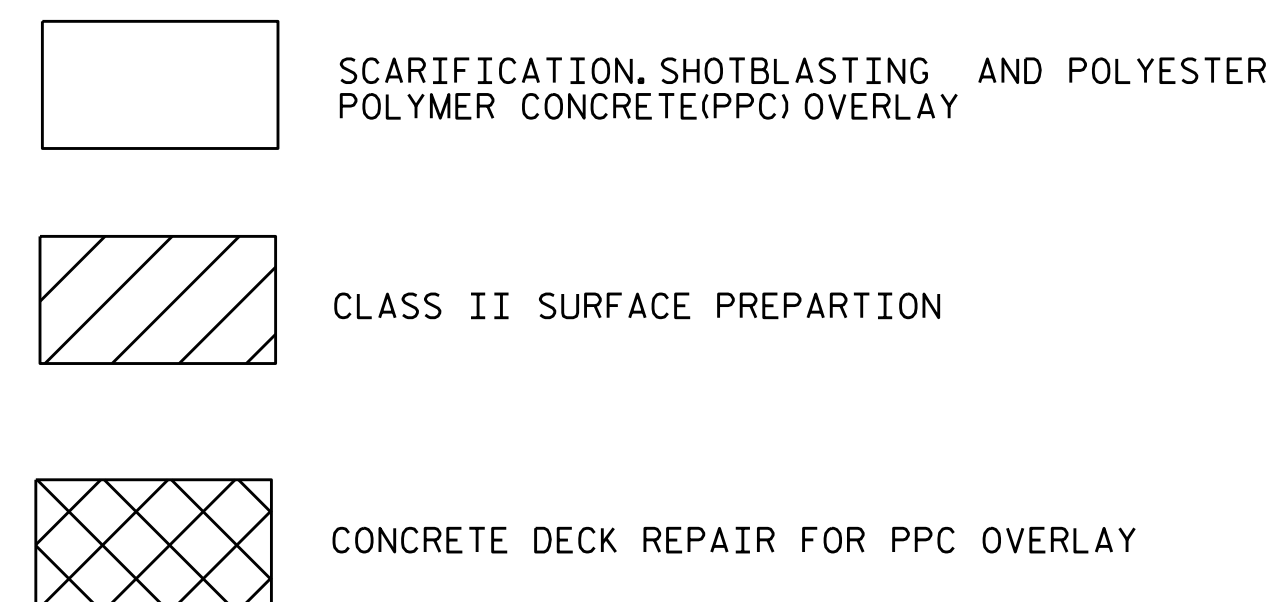 SCARIFICATION. SHOTBLASTING AND POLYESTER
POLYMER CONCRETE(PPC) OVERLAY
CLASS II SURFACE PREPARTION
CONCRETE DECK REPAIR FOR PPC OVERLAY